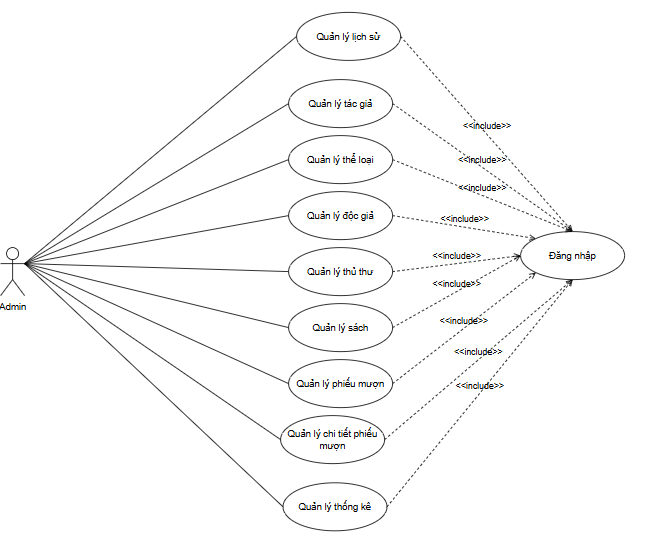 Quản lý lịch sử
Quản lý tác giả
<<include>>
Quản lý thể loại
<<include>>
<<include>>
Quản lý độc giả
<<include>>
Đăng nhập
Quản lý thủ thư
<<include>>
Admin
<<include>>
Quản lý sách
<<include>>
<<include>>
Quản lý phiếu mượn
<<include>>
Quản lý chi tiết phiếu
mượn
Quản lý thống kê